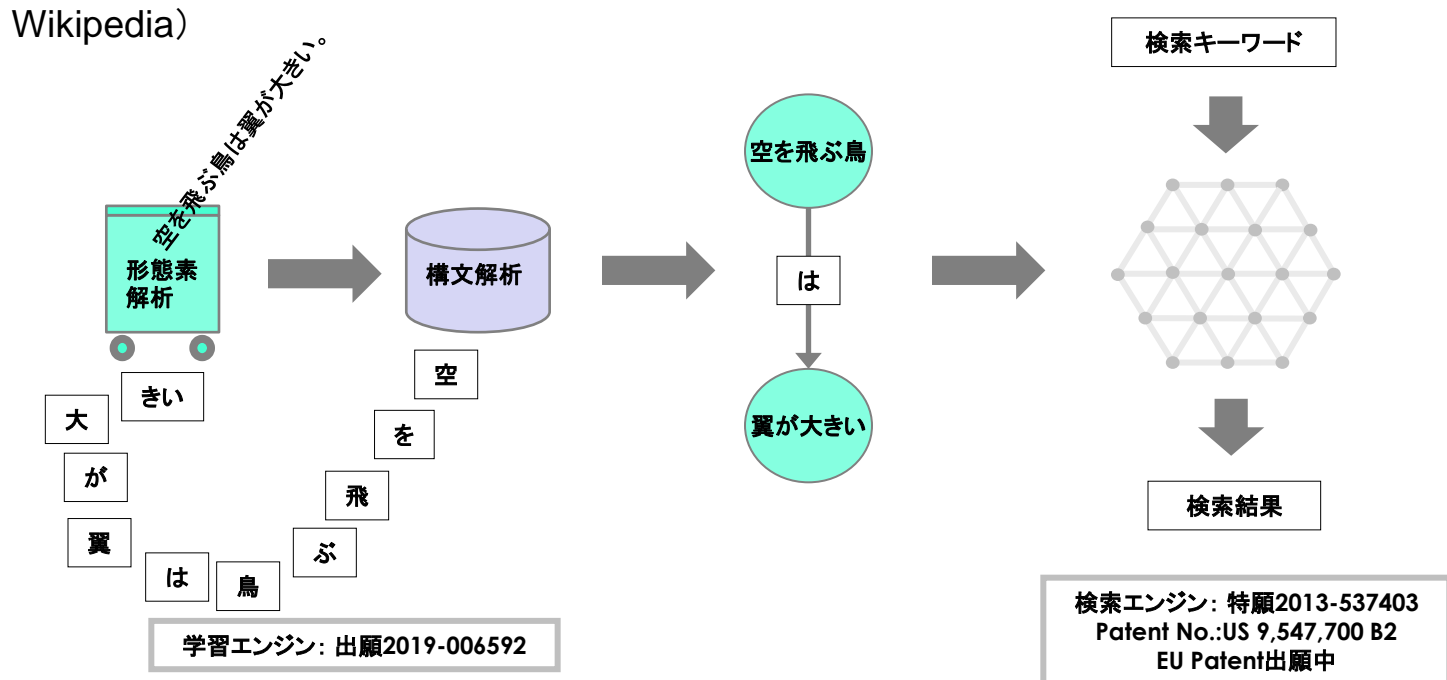 Wikipedia）
空を飛ぶ鳥は翼が大きい。
形態素
解析
構文解析
空
を
飛
ぶ
鳥
は
翼
が
大
きい
学習エンジン： 出願2019-006592
空を飛ぶ鳥
は
翼が大きい
検索キーワード
検索結果
検索エンジン： 特願2013-537403
Patent No.:US 9,547,700 B2
EU Patent出願中